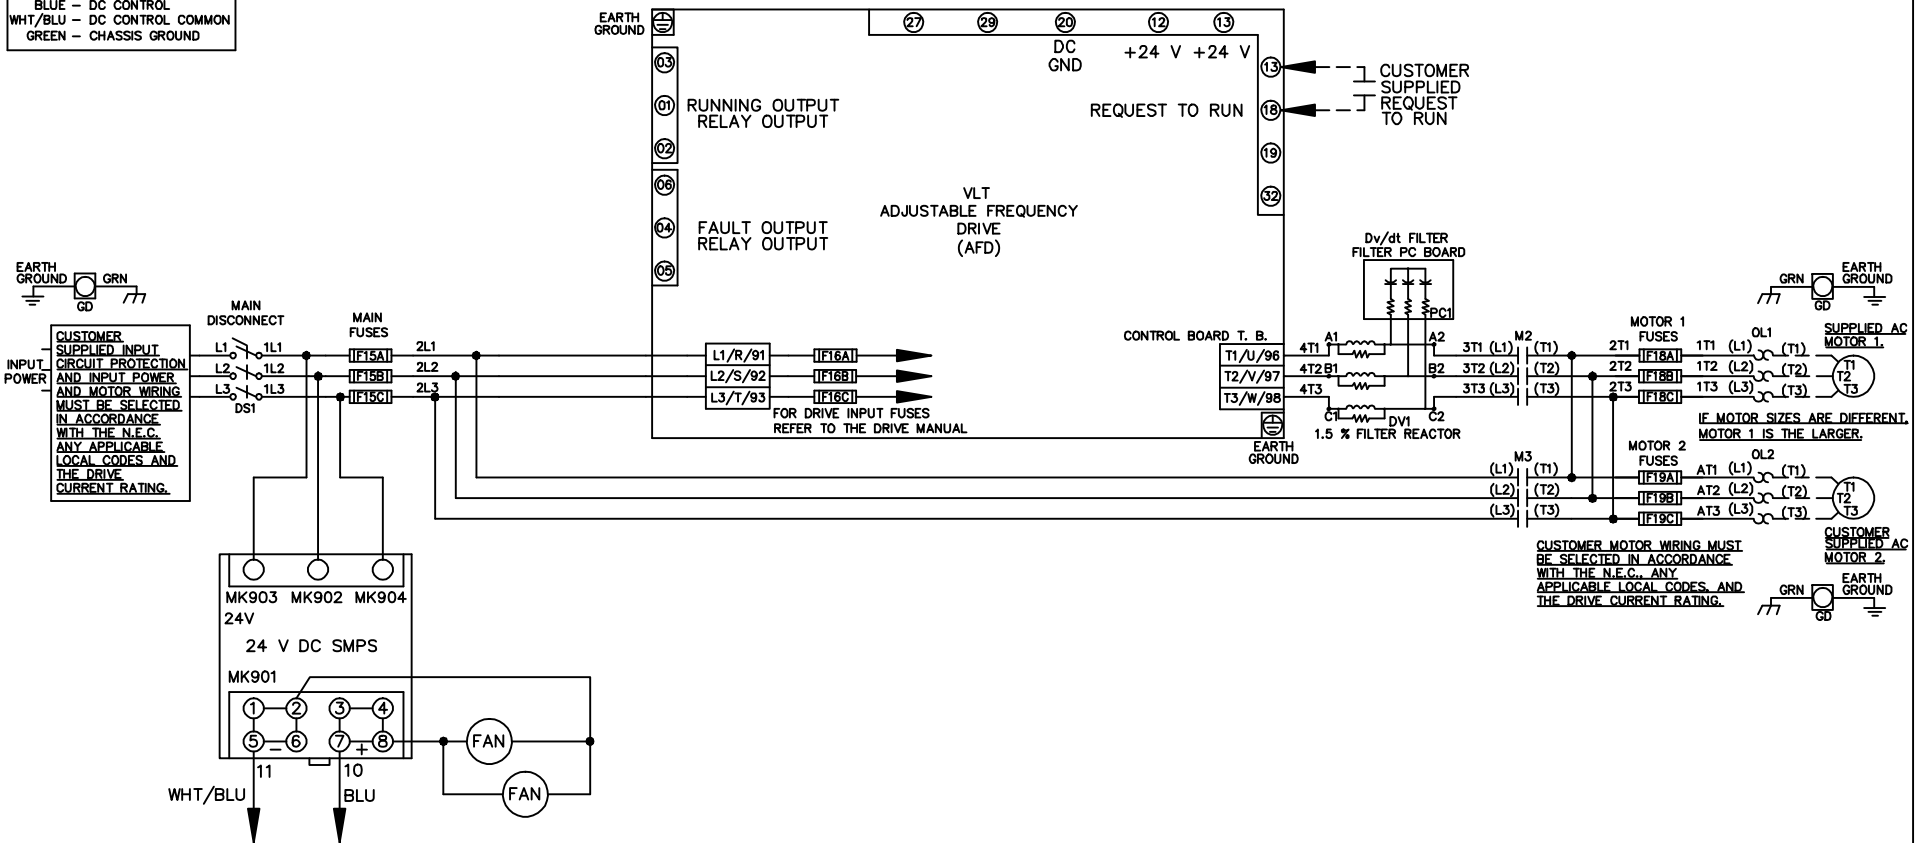 BLUE – DC CONTROL
WHT/BLU – DC CONTROL COMMON
GREEN – CHASSIS GROUND
EARTH
GROUND
03
01
02
06
04
05
RUNNING OUTPUT
RELAY OUTPUT
FAULT OUTPUT
RELAY OUTPUT
27
29
20
12
13
DC
GND
+24 V
+24 V
13
18
19
32
REQUEST TO RUN
CUSTOMER
SUPPLIED
REQUEST
TO RUN
VLT
ADJUSTABLE FREQUENCY
DRIVE
(AFD)
EARTH
GROUND
GRN
GD
INPUT
POWER
CUSTOMER
SUPPLIED INPUT
CIRCUIT PROTECTION
AND INPUT POWER
AND MOTOR WIRING
MUST BE SELECTED
IN ACCORDANCE
WITH THE N.E.C.
ANY APPLICABLE
LOCAL CODES AND
THE DRIVE
CURRENT RATING.
MAIN
DISCONNECT
L1
1L1
L2
1L2
L3
1L3
DS1
MAIN
FUSES
F15A
F15B
F15C
2L1
2L2
2L3
L1/R/91
L2/S/92
L3/T/93
F16A
F16B
F16C
FOR DRIVE INPUT FUSES
REFER TO THE DRIVE MANUAL
CONTROL BOARD T. B.
T1/U/96
T2/V/97
T3/W/98
EARTH
GROUND
Dv/dt FILTER
FILTER PC BOARD
PC1
4T1
A1
A2
4T2
B1
B2
4T3
C1
C2
DV1
1.5 % FILTER REACTOR
M2
3T1 (L1)
(T1)
3T2 (L2)
(T2)
3T3 (L3)
(T3)
MOTOR 1
FUSES
2T1
F18A
1T1 (L1)
2T2
F18B
1T2 (L2)
2T3
F18C
1T3 (L3)
OL1
(T1)
(T2)
(T3)
GRN
GD
EARTH
GROUND
SUPPLIED AC
MOTOR 1.
T1
T2
T3
IF MOTOR SIZES ARE DIFFERENT,
MOTOR 1 IS THE LARGER.
M3
(L1)
(T1)
(L2)
(T2)
(L3)
(T3)
MOTOR 2
FUSES
F19A
AT1 (L1)
F19B
AT2 (L2)
F19C
AT3 (L3)
OL2
(T1)
(T2)
(T3)
T1
T2
T3
CUSTOMER
SUPPLIED AC
MOTOR 2.
CUSTOMER MOTOR WIRING MUST
BE SELECTED IN ACCORDANCE
WITH THE N.E.C., ANY
APPLICABLE LOCAL CODES, AND
THE DRIVE CURRENT RATING.
GRN
GD
EARTH
GROUND
MK903
MK902
MK904
24V
24 V DC SMPS
MK901
1
2
3
4
5
–
6
7
+
8
11
10
WHT/BLU
BLU
FAN
FAN